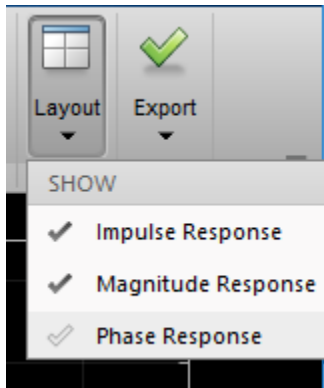 Layout Export
SHOW
Impulse Response
Magnitude Response
Phase Response